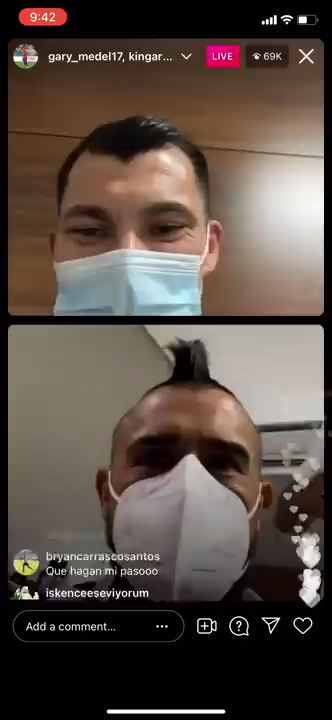 9:42
gary_medel17, kingar...
LIVE
69K
bryancarrascosantos
Que hagan mi pasooo
iskenceeseviyorum
Add a comment...